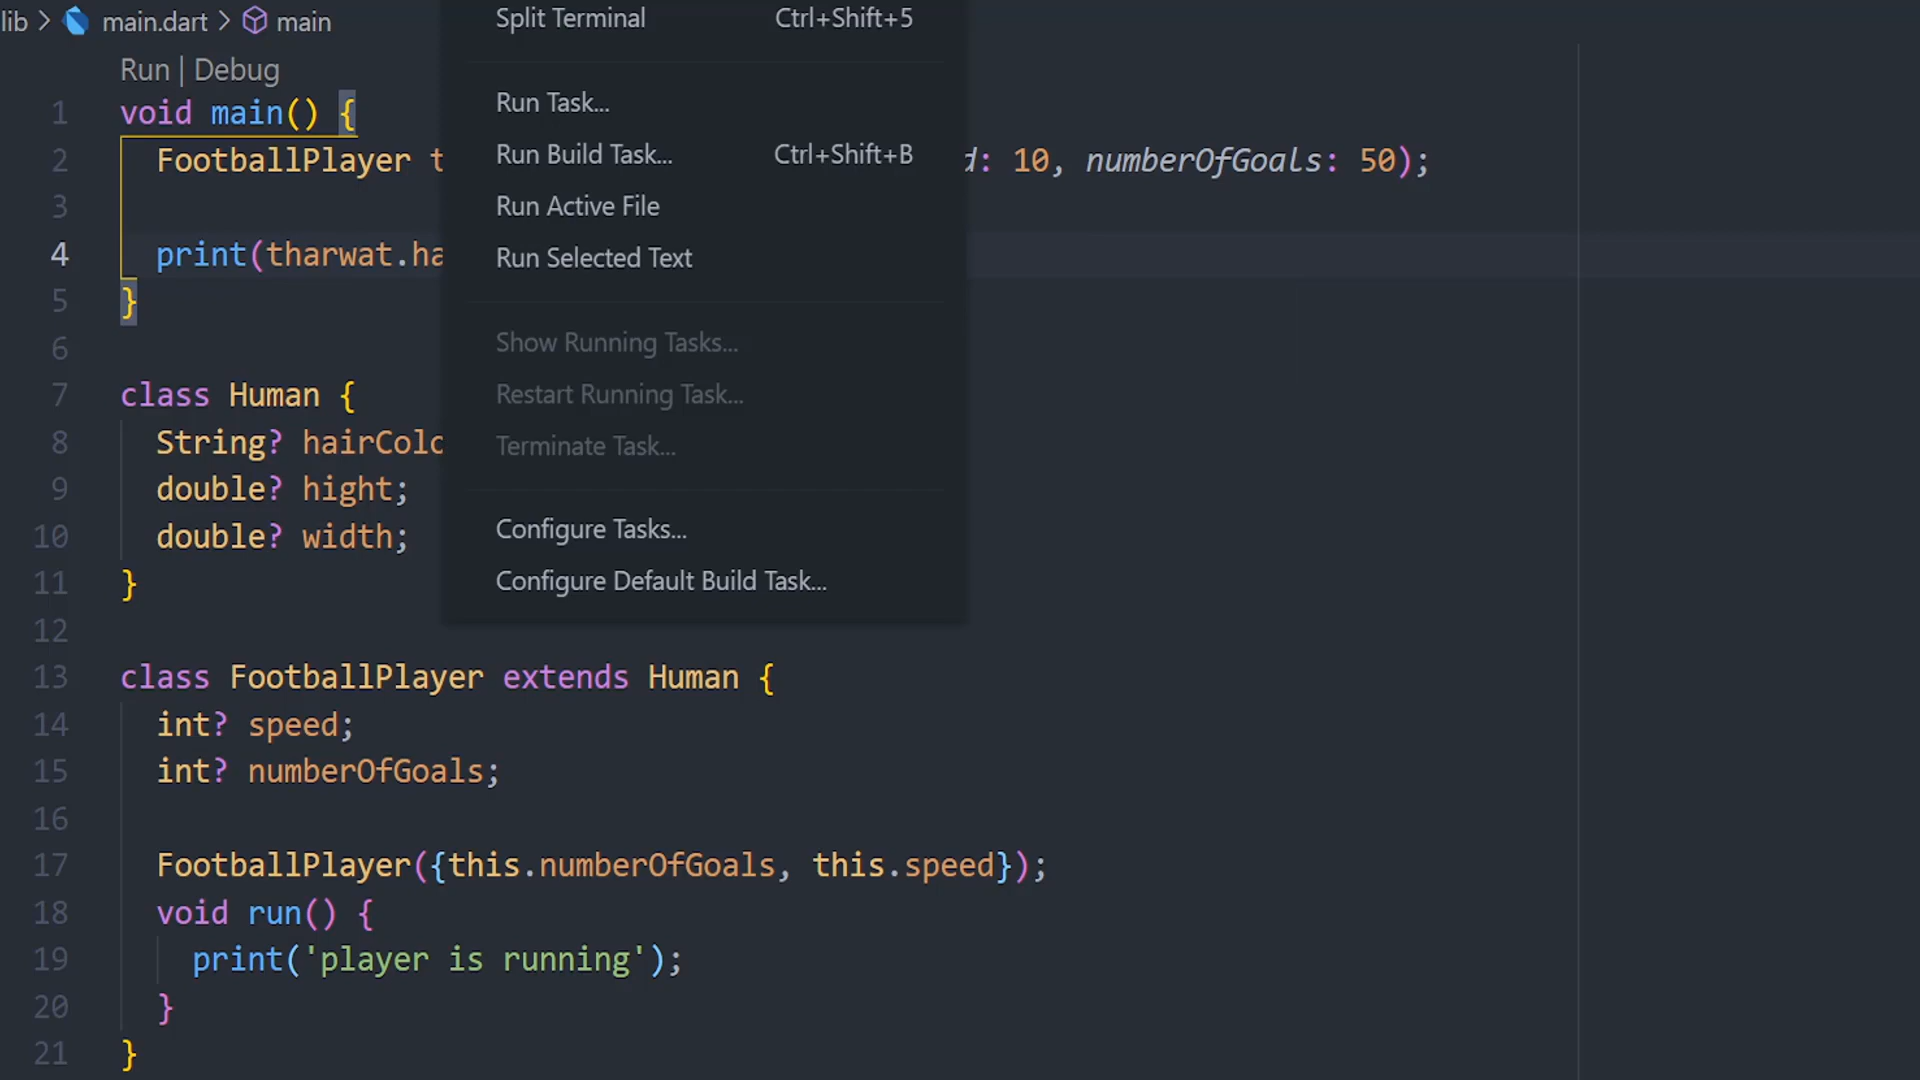 lib > main.dart > main
Split Terminal Ctrl+Shift+5
Run | Debug
1 void main() {
Run Task...
2 FootballPlayer
Run Build Task... Ctrl+Shift+B
: 10, numberOfGoals: 50);
3
Run Active File
4 print(tharwat.ha
Run Selected Text
5 }
6
Show Running Tasks...
7 class Human {
Restart Running Task...
8 String? hairColo
Terminate Task...
9 double? hight;
10 double? width;
Configure Tasks...
11 }
Configure Default Build Task...
12
13 class FootballPlayer extends Human {
14 int? speed;
15 int? numberOfGoals;
16
17 FootballPlayer({this.numberOfGoals, this.speed});
18 void run() {
19 print('player is running');
20 }
21 }